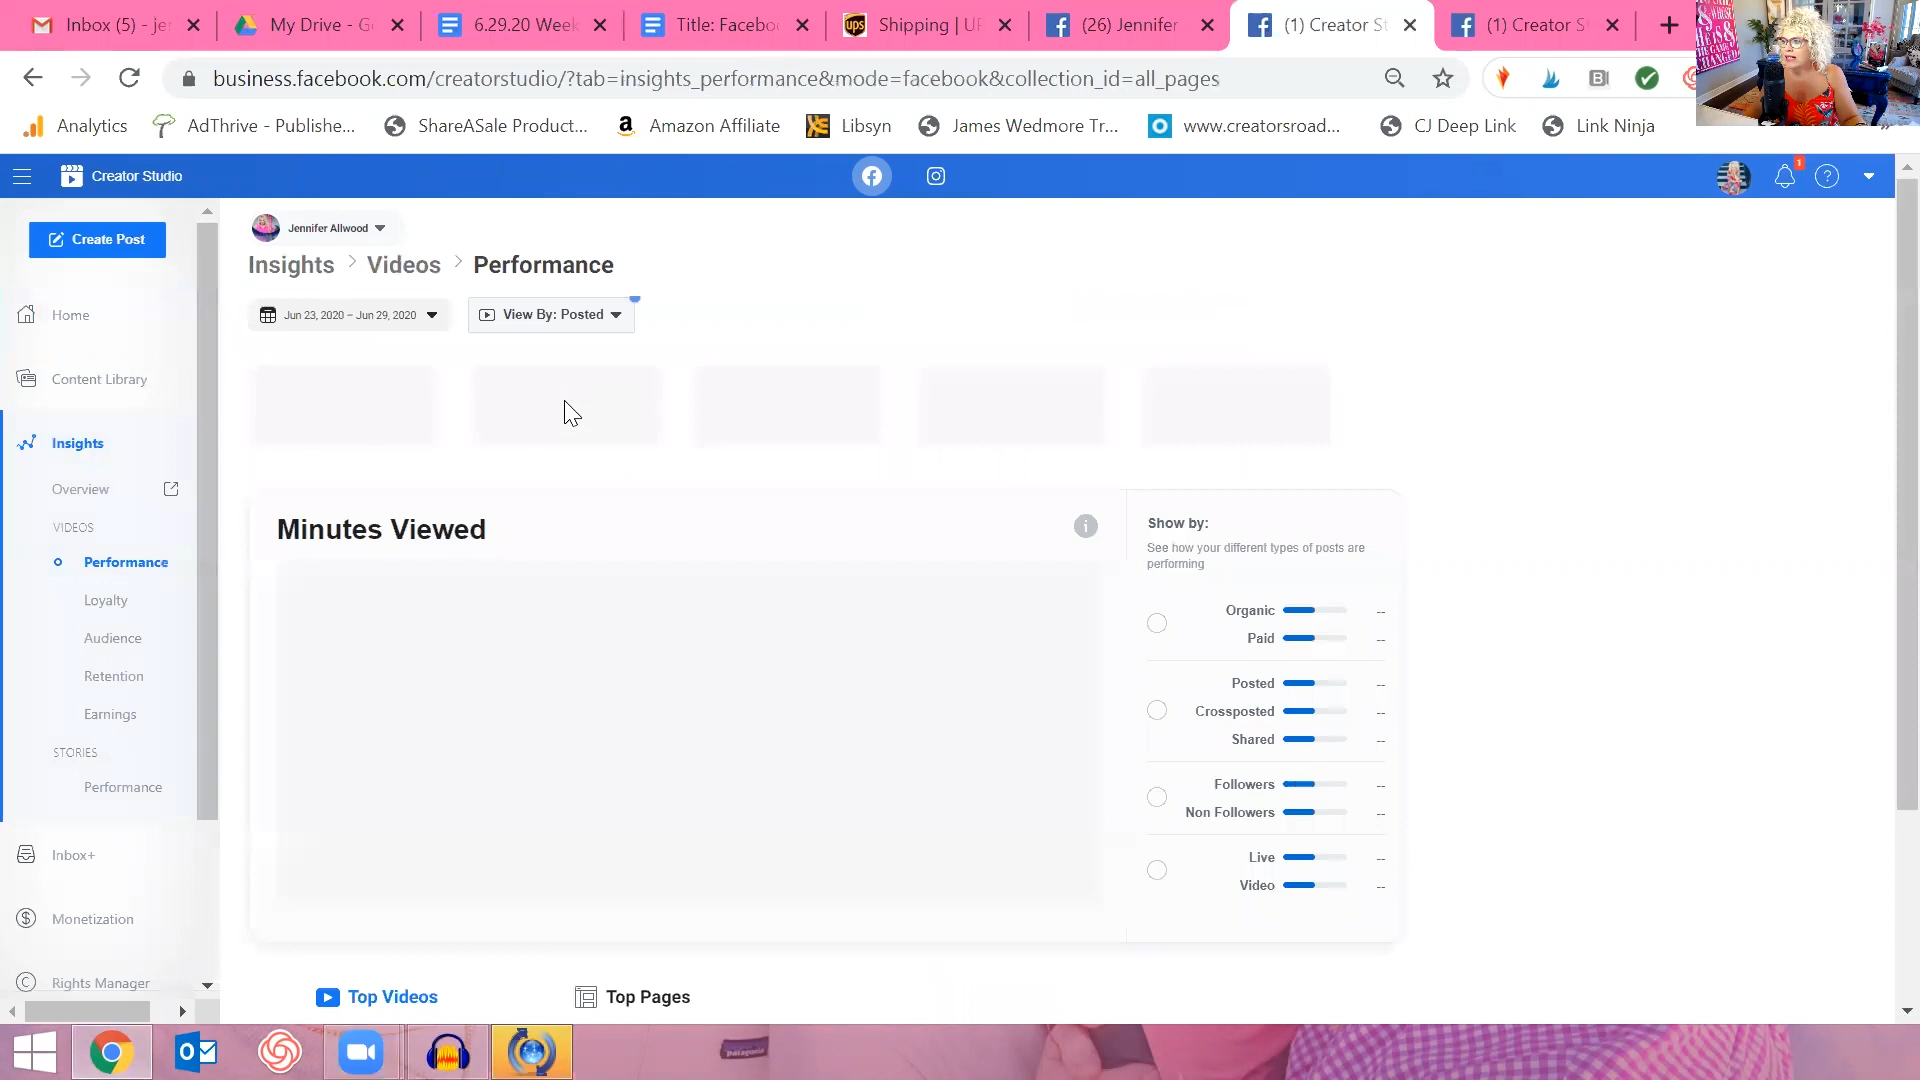 Inbox (5) - je
My Drive - G
6.29.20 Week
Title: Facebo
Shipping | UP
(26) Jennifer
(1) Creator St
(1) Creator S
business.facebook.com/creatorstudio/?tab=insights_performance&mode=facebook&collection_id=all_pages
Analytics
AdThrive - Publishe...
ShareASale Product...
Amazon Affiliate
Libsyn
James Wedmore Tr...
www.creatorsroad...
CJ Deep Link
Link Ninja
Creator Studio
1
Create Post
Home
Content Library
Insights
Overview
VIDEOS
Performance
Loyalty
Audience
Retention
Earnings
STORIES
Performance
Inbox+
Monetization
Rights Manager
Jennifer Allwood
Insights > Videos > Performance
Jun 23, 2020 – Jun 29, 2020
View By: Posted
Minutes Viewed
Show by:
See how your different types of posts are
performing
Organic --
Paid --
Posted --
Crossposted --
Shared --
Followers --
Non Followers --
Live --
Video --
Top Videos
Top Pages
patagonia